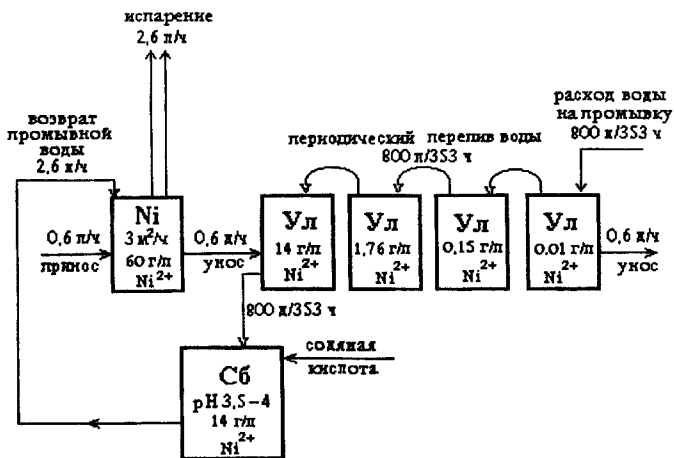 испарение
2,6 л/ч
возврат
промывной
воды
2,6 л/ч
расход воды
на промывку
800 л/353 ч
периодический перелив воды
800 л/353 ч
Ni
3 м²/ч
60 г/л
Ni²⁺
0,6 л/ч
принос
0,6 л/ч
унос
Ул
14 г/л
Ni²⁺
Ул
1,76 г/л
Ni²⁺
Ул
0,15 г/л
Ni²⁺
Ул
0,01 г/л
Ni²⁺
0,6 л/ч
унос
800 л/353 ч
соляная
кислота
Сб
pH 3,5–4
14 г/л
Ni²⁺